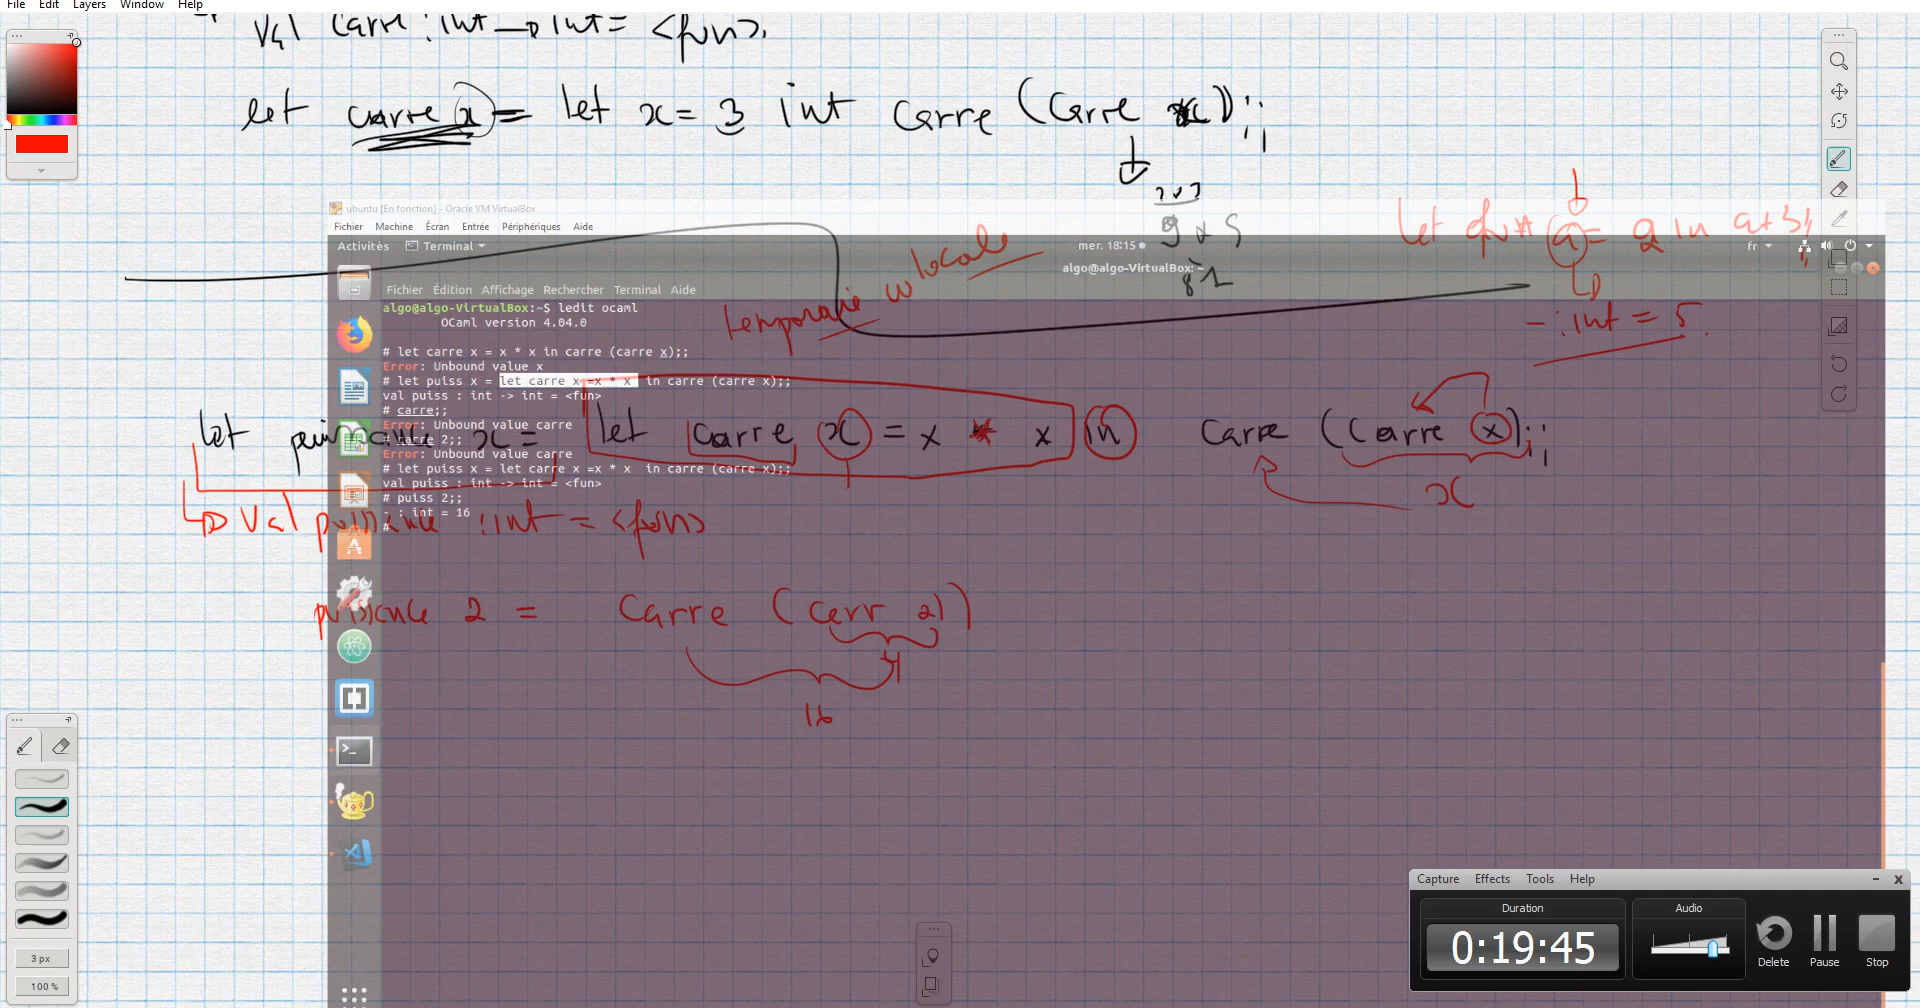 File Edit Layers Window Help
val carre : int → int = <fun>.
let carre x = let x = 3 int carre (carre x);;
ubuntu [En fonction] - Oracle VM VirtualBox
Fichier Machine Écran Entrée Périphériques Aide
let a = 2 in a+3;;
Activités Terminal mer. 18:15 fr
algo@algo-VirtualBox: ~
81
temporaire locale
- : int = 5.
Fichier Édition Affichage Rechercher Terminal Aide
algo@algo-VirtualBox:~$ ledit ocaml
OCaml version 4.04.0
# let carre x = x * x in carre (carre x);;
Error: Unbound value x
# let puiss x = let carre x =x * x in carre (carre x);;
val puiss : int -> int = <fun>
# carre;;
Error: Unbound value carre
# carre 2;;
Error: Unbound value carre
# let puiss x = let carre x =x * x in carre (carre x);;
val puiss : int -> int = <fun>
# puiss 2;;
- : int = 16
#
let puissance x = let carre x = x * x in carre (carre x);;
x
val puissance : int = <fun>
puissance 2 = carre (carr 2)
4
16
3 px
100 %
Capture Effects Tools Help
Duration Audio
0:19:45
Delete Pause Stop